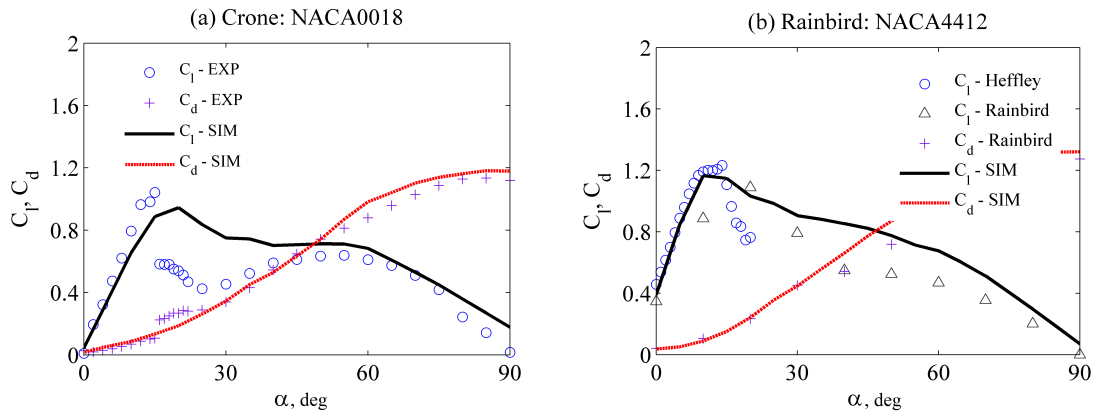 (a) Crone: NACA0018
2
1.6
1.2
0.8
0.4
0
C_l, C_d
C_l - EXP
C_d - EXP
C_l - SIM
C_d - SIM
0 30 60 90
α, deg
(b) Rainbird: NACA4412
2
1.6
1.2
0.8
0.4
0
C_l, C_d
C_l - Heffley
C_l - Rainbird
C_d - Rainbird
C_l - SIM
C_d - SIM
0 30 60 90
α, deg